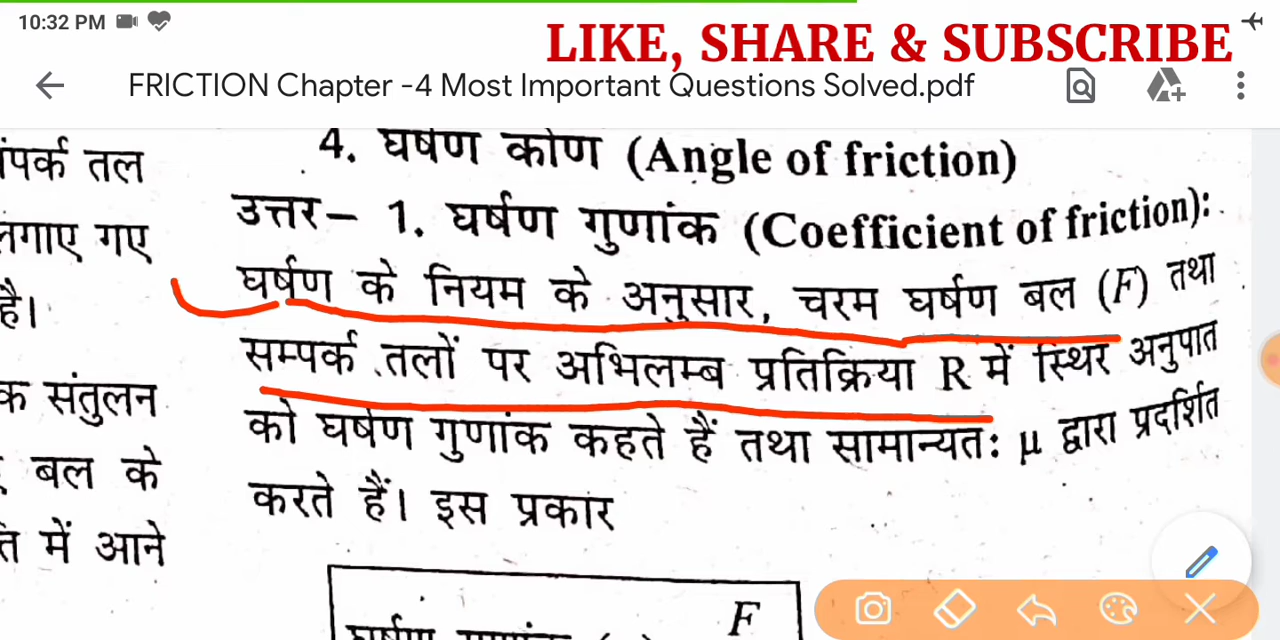 10:32 PM
LIKE, SHARE & SUBSCRIBE
FRICTION Chapter -4 Most Important Questions Solved.pdf
तल
लगाए गए
है।
संतुलन
बल के
में आने
4. घर्षण कोण (Angle of friction)
उत्तर– 1. घर्षण गुणांक (Coefficient of friction):
घर्षण के नियम के अनुसार, चरम घर्षण बल (F) तथा
सम्पर्क तलों पर अभिलम्ब प्रतिक्रिया R में स्थिर अनुपात
को घर्षण गुणांक कहते हैं तथा सामान्यतः μ द्वारा प्रदर्शित
करते हैं। इस प्रकार
F